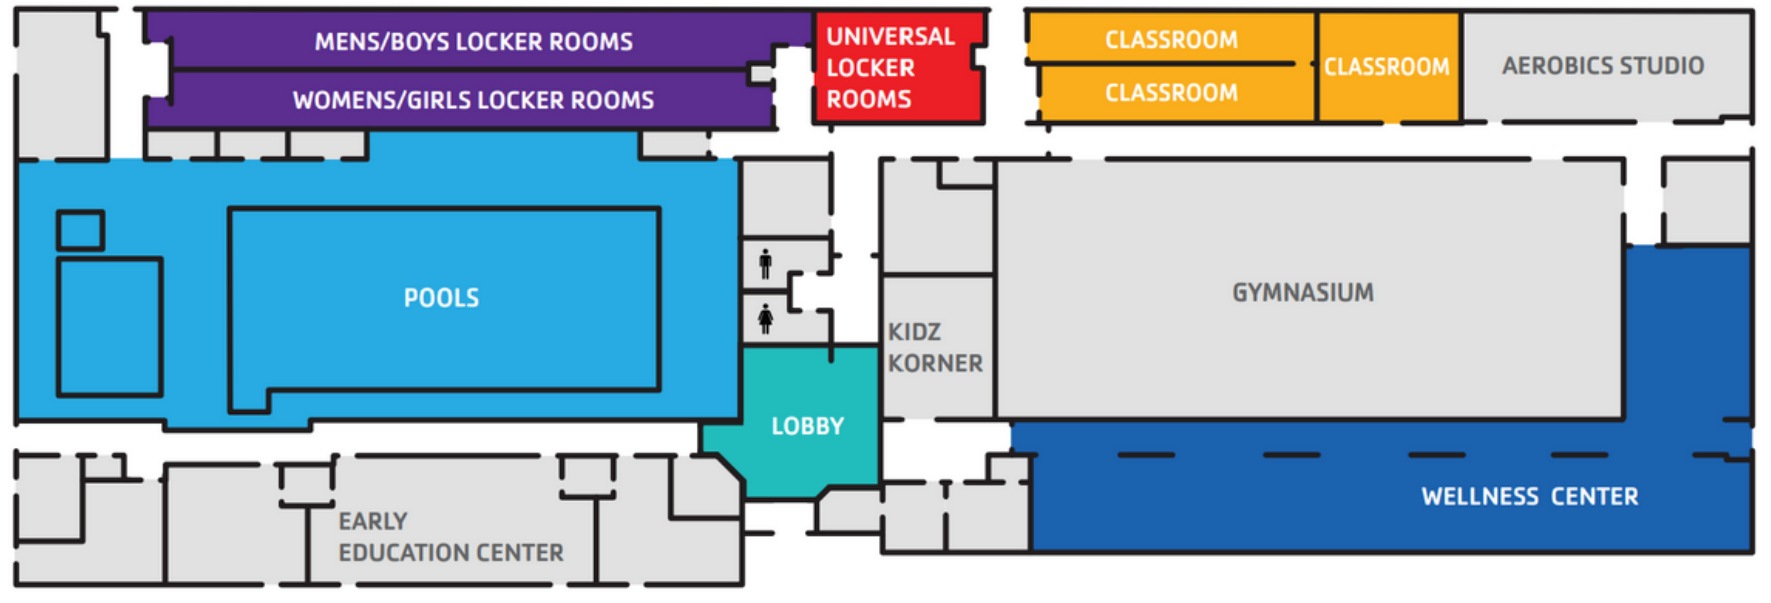 MENS/BOYS LOCKER ROOMS
WOMENS/GIRLS LOCKER ROOMS
UNIVERSAL
LOCKER
ROOMS
CLASSROOM
CLASSROOM
CLASSROOM
AEROBICS STUDIO
POOLS
KIDZ
KORNER
GYMNASIUM
LOBBY
WELLNESS CENTER
EARLY
EDUCATION CENTER